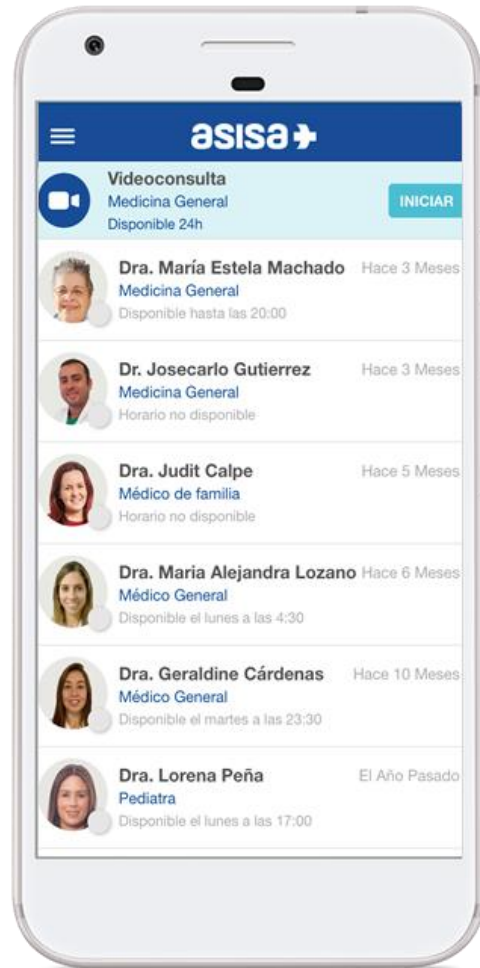 asisa
Videoconsulta
Medicina General
Disponible 24h
INICIAR
Dra. María Estela Machado Hace 3 Meses
Medicina General
Disponible hasta las 20:00
Dr. Josecarlo Gutierrez Hace 3 Meses
Medicina General
Horario no disponible
Dra. Judit Calpe Hace 5 Meses
Médico de familia
Horario no disponible
Dra. Maria Alejandra Lozano Hace 6 Meses
Médico General
Disponible el lunes a las 4:30
Dra. Geraldine Cárdenas Hace 10 Meses
Médico General
Disponible el martes a las 23:30
Dra. Lorena Peña El Año Pasado
Pediatra
Disponible el lunes a las 17:00